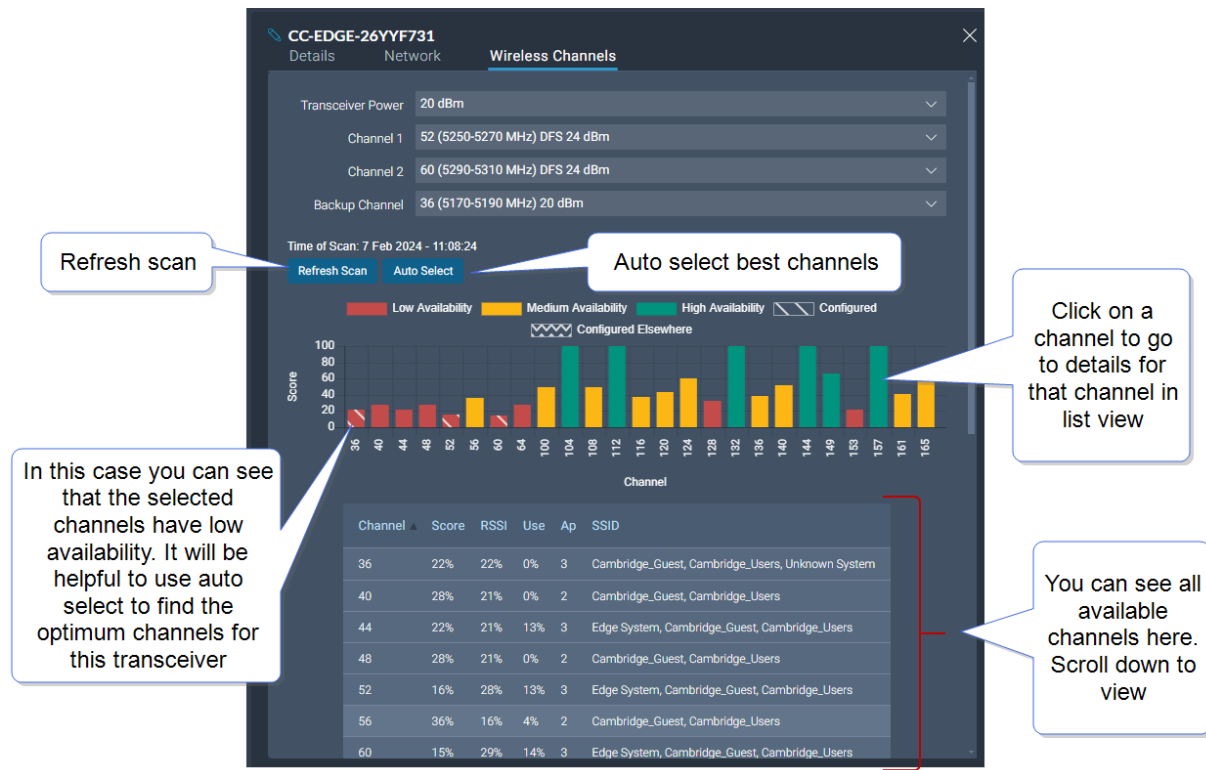 CC-EDGE-26YYF731
Details Network Wireless Channels
Transceiver Power 20 dBm
Channel 1 52 (5250-5270 MHz) DFS 24 dBm
Channel 2 60 (5290-5310 MHz) DFS 24 dBm
Backup Channel 36 (5170-5190 MHz) 20 dBm
Time of Scan: 7 Feb 2024 - 11:08:24
Refresh Scan Auto Select
Refresh scan
Auto select best channels
Low Availability Medium Availability High Availability Configured
Configured Elsewhere
Click on a
channel to go
to details for
that channel in
list view
Score
100
80
60
40
20
0
36 40 44 48 52 56 60 64 100 104 108 112 116 120 124 128 132 136 140 144 149 153 157 161 165
Channel
In this case you can see
that the selected
channels have low
availability. It will be
helpful to use auto
select to find the
optimum channels for
this transceiver
Channel Score RSSI Use Ap SSID
36 22% 22% 0% 3 Cambridge_Guest, Cambridge_Users, Unknown System
40 28% 21% 0% 2 Cambridge_Guest, Cambridge_Users
44 22% 21% 13% 3 Edge System, Cambridge_Guest, Cambridge_Users
48 28% 21% 0% 2 Cambridge_Guest, Cambridge_Users
52 16% 28% 13% 3 Edge System, Cambridge_Guest, Cambridge_Users
56 36% 16% 4% 2 Cambridge_Guest, Cambridge_Users
60 15% 29% 14% 3 Edge System, Cambridge_Guest, Cambridge_Users
You can see all
available
channels here.
Scroll down to
view